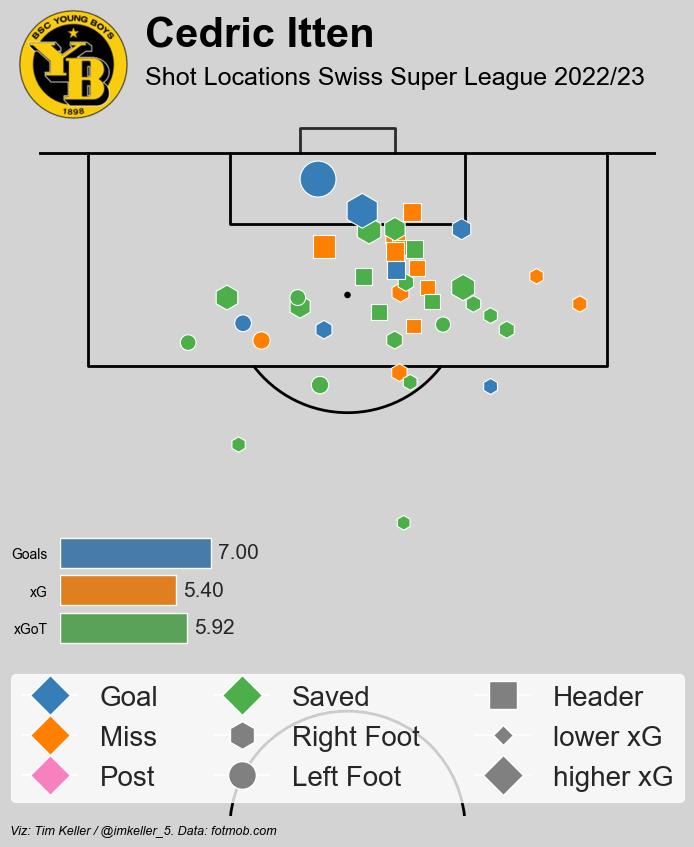 BSC YOUNG BOYS
YB
1898
Cedric Itten
Shot Locations Swiss Super League 2022/23
Goals 7.00
xG 5.40
xGoT 5.92
Goal Saved Header
Miss Right Foot lower xG
Post Left Foot higher xG
Viz: Tim Keller / @imkeller_5. Data: fotmob.com